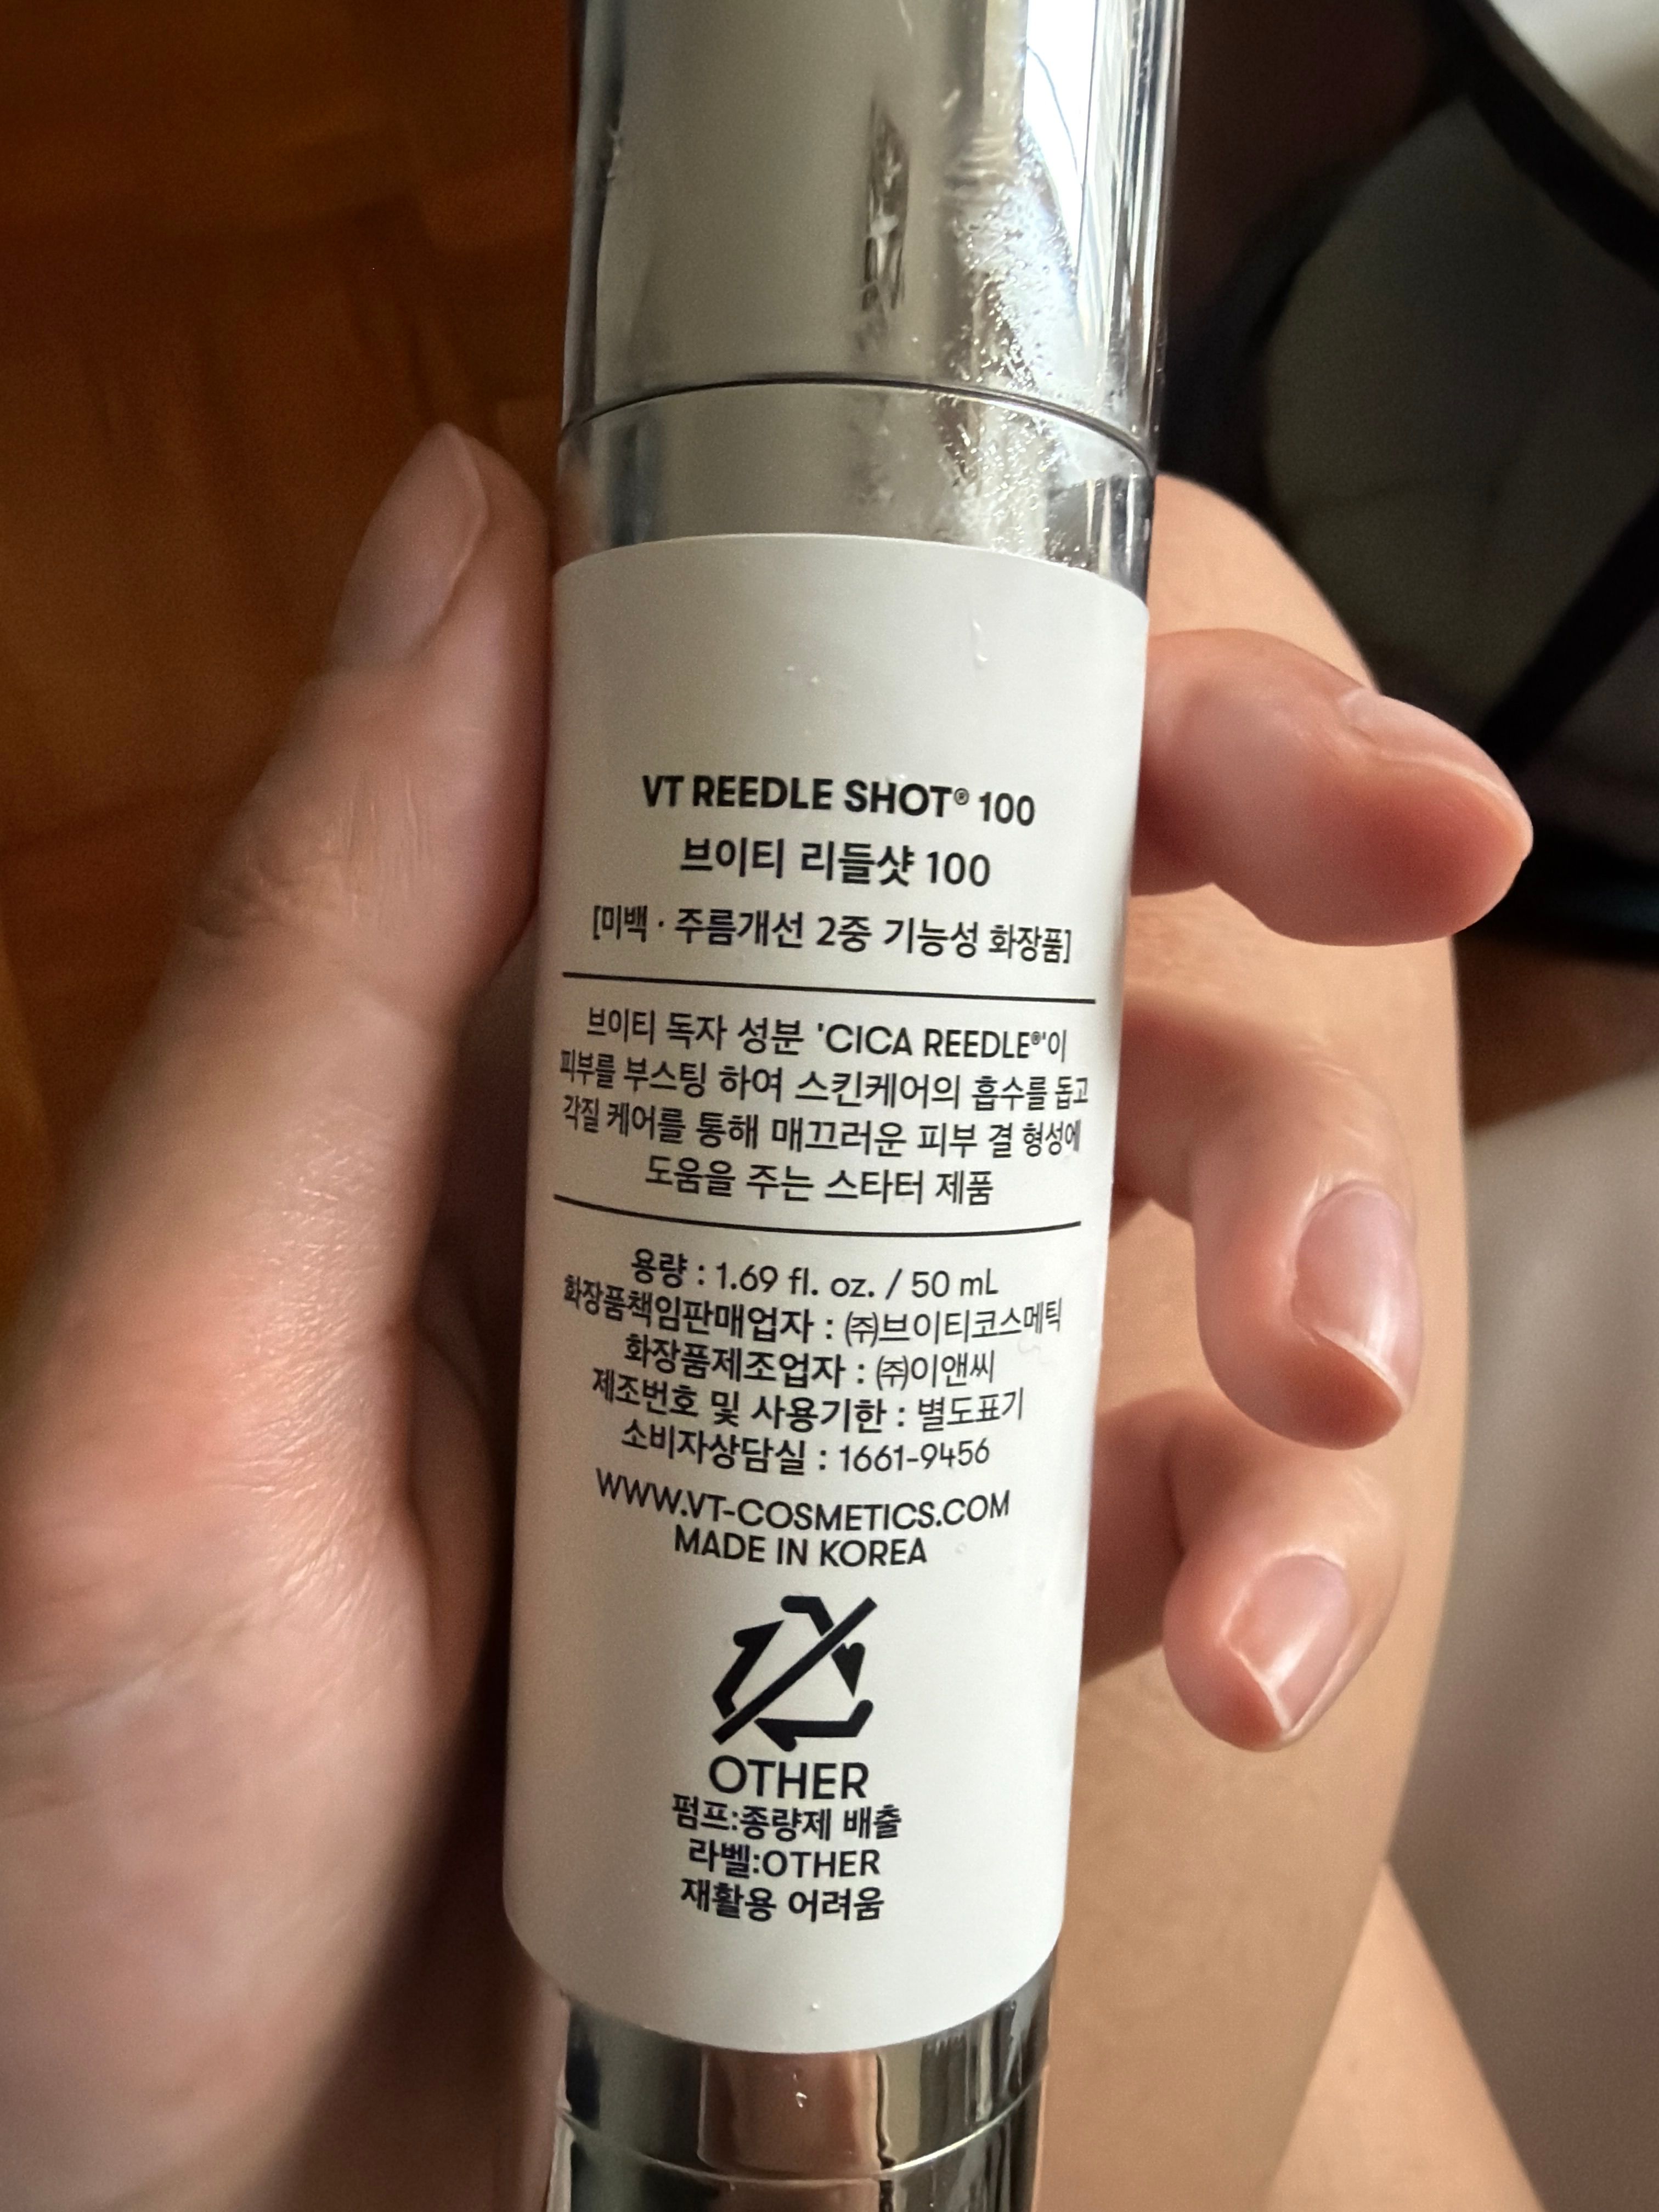 VT REEDLE SHOT® 100
브이티 리들샷 100
[미백 · 주름개선 2중 기능성 화장품]
브이티 독자 성분 'CICA REEDLE®'이
피부를 부스팅 하여 스킨케어의 흡수를 돕고
각질 케어를 통해 매끄러운 피부 결 형성에
도움을 주는 스타터 제품
용량 : 1.69 fl. oz. / 50 mL
화장품책임판매업자 : ㈜브이티코스메틱
화장품제조업자 : ㈜이앤씨
제조번호 및 사용기한 : 별도표기
소비자상담실 : 1661-9456
WWW.VT-COSMETICS.COM
MADE IN KOREA
OTHER
펌프:종량제 배출
라벨:OTHER
재활용 어려움